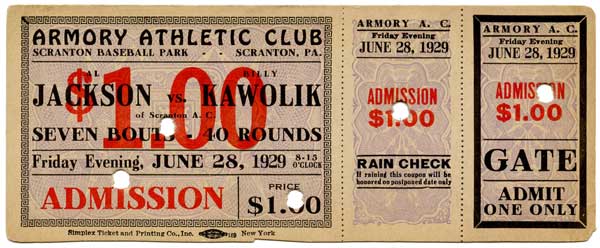 ARMORY ATHLETIC CLUB
SCRANTON BASEBALL PARK . . SCRANTON, PA.
$1.00
AL BILLY
JACKSON vs. KAWOLIK
of Scranton A. C.
SEVEN BOUTS - 40 ROUNDS
Friday Evening, JUNE 28, 1929 8-15 O'CLOCK
ADMISSION
PRICE
$1.00
Simplex Ticket and Printing Co., Inc. New York
ARMORY A. C.
Friday Evening
JUNE 28, 1929
ADMISSION
$1.00
RAIN CHECK
If raining this coupon will be
honored on postponed date only
ARMORY A. C.
Friday Evening
JUNE 28, 1929
ADMISSION
$1.00
GATE
ADMIT
ONE ONLY